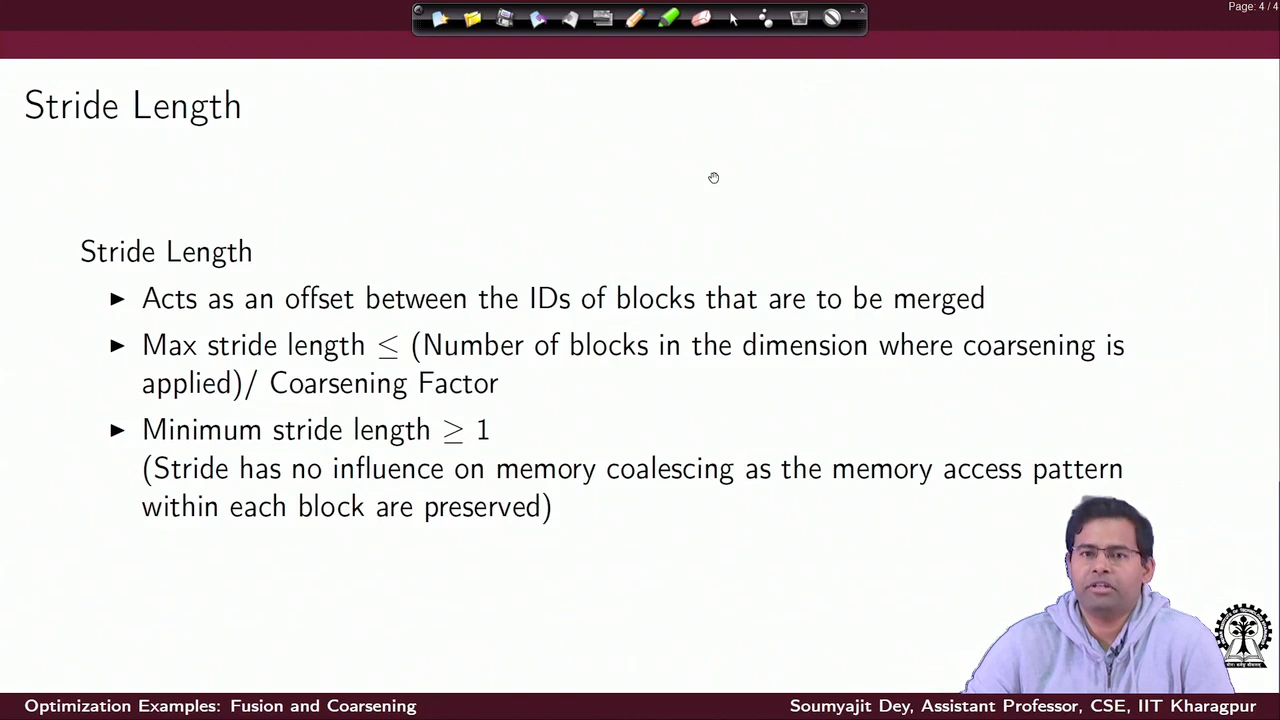 Page: 4 / 4
Stride Length
Stride Length
▶ Acts as an offset between the IDs of blocks that are to be merged
▶ Max stride length ≤ (Number of blocks in the dimension where coarsening is
applied)/ Coarsening Factor
▶ Minimum stride length ≥ 1
(Stride has no influence on memory coalescing as the memory access pattern
within each block are preserved)
Optimization Examples: Fusion and Coarsening
Soumyajit Dey, Assistant Professor, CSE, IIT Kharagpur